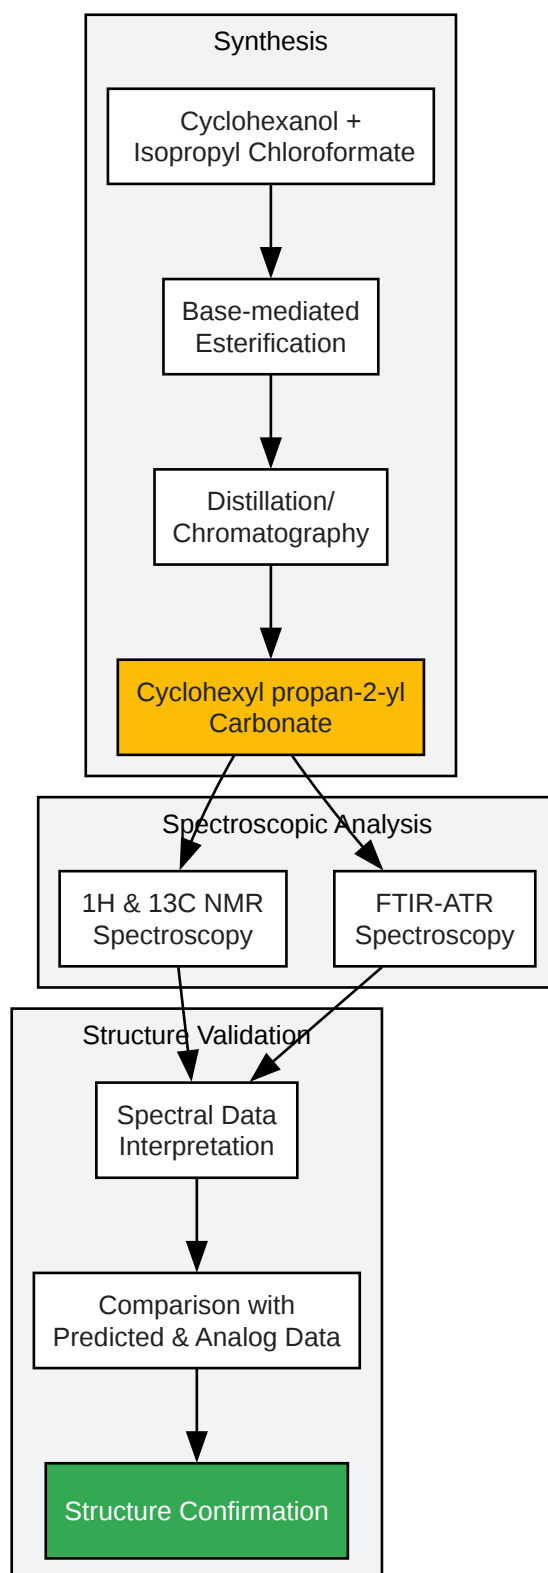 Synthesis
Cyclohexanol +
Isopropyl Chloroformate
Base-mediated
Esterification
Distillation/
Chromatography
Cyclohexyl propan-2-yl
Carbonate
Spectroscopic Analysis
1H & 13C NMR
Spectroscopy
FTIR-ATR
Spectroscopy
Structure Validation
Spectral Data
Interpretation
Comparison with
Predicted & Analog Data
Structure Confirmation